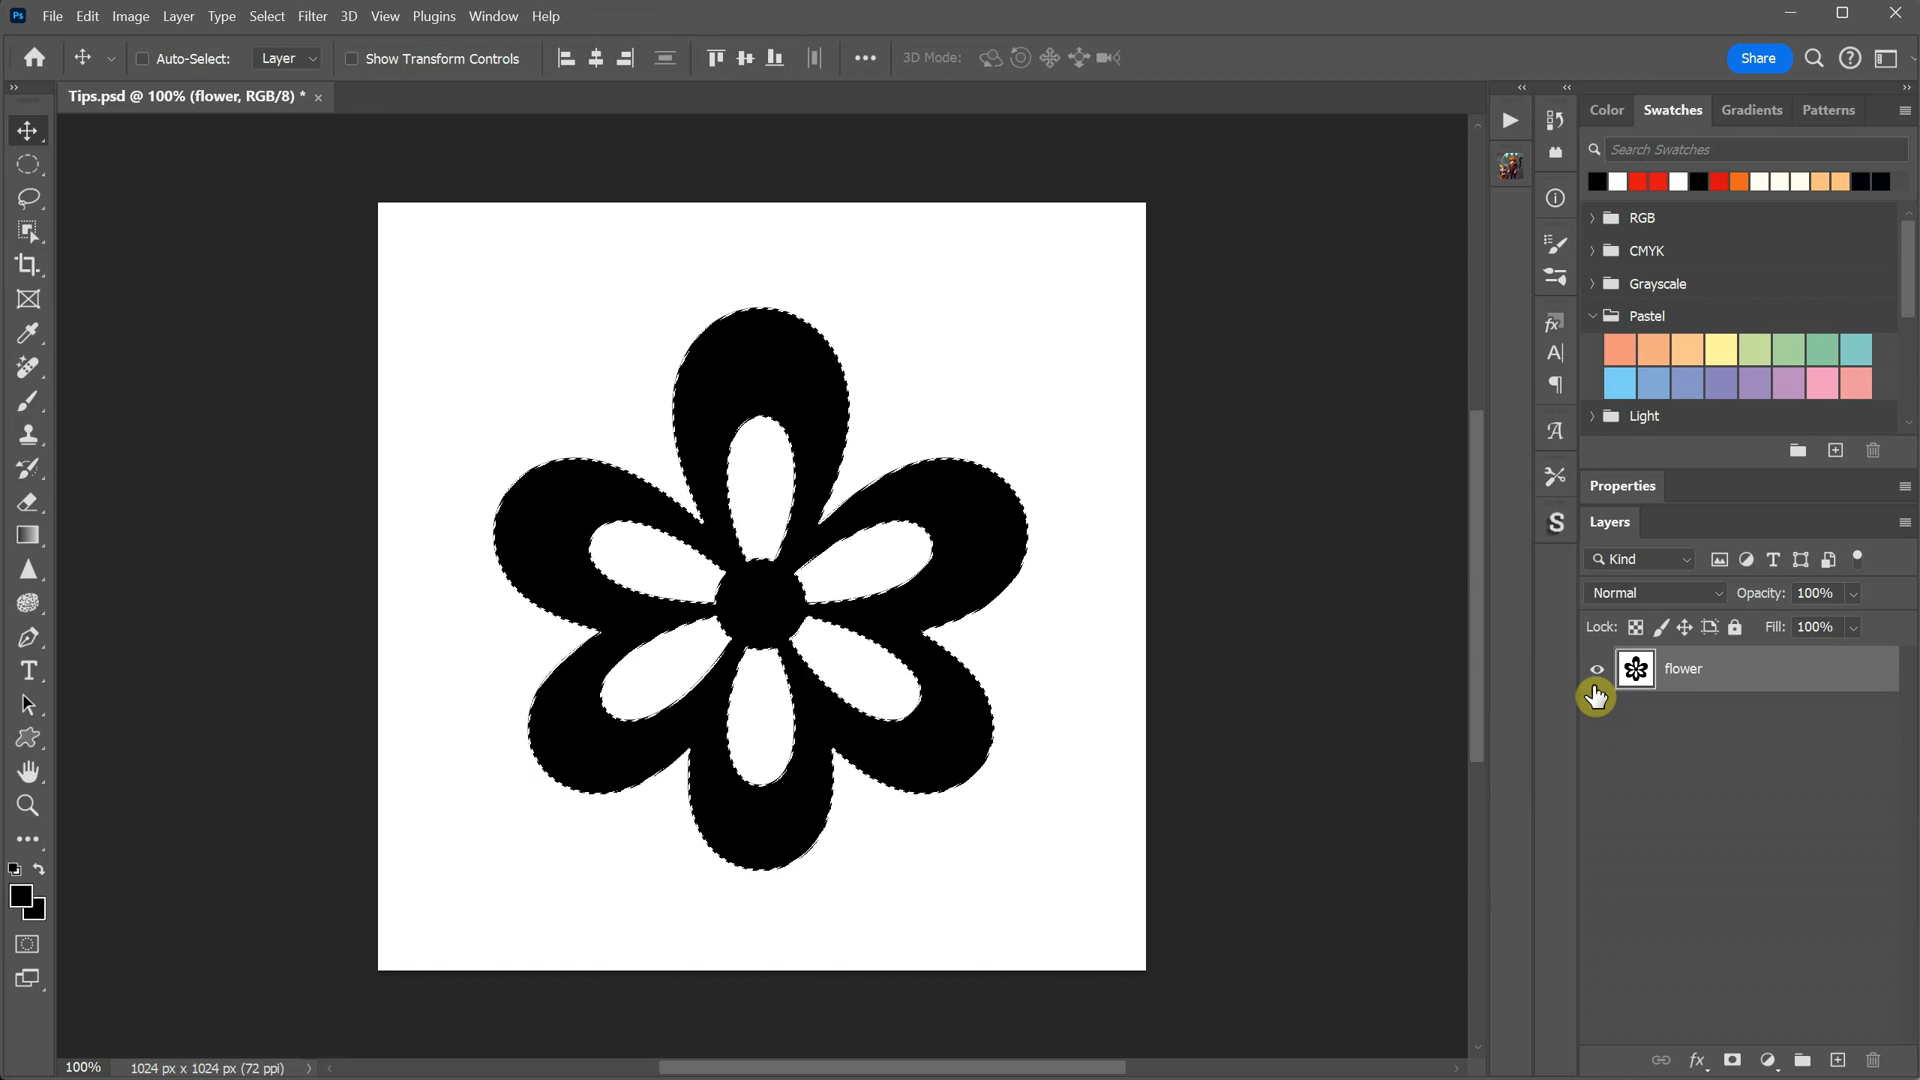 Ps File Edit Image Layer Type Select Filter 3D View Plugins Window Help
Auto-Select: Layer Show Transform Controls 3D Mode: Share
Tips.psd @ 100% (flower, RGB/8) *
Color Swatches Gradients Patterns
Search Swatches
RGB
CMYK
Grayscale
Pastel
Light
Properties
Layers
Kind
Normal Opacity: 100%
Lock: Fill: 100%
flower
100% 1024 px x 1024 px (72 ppi)